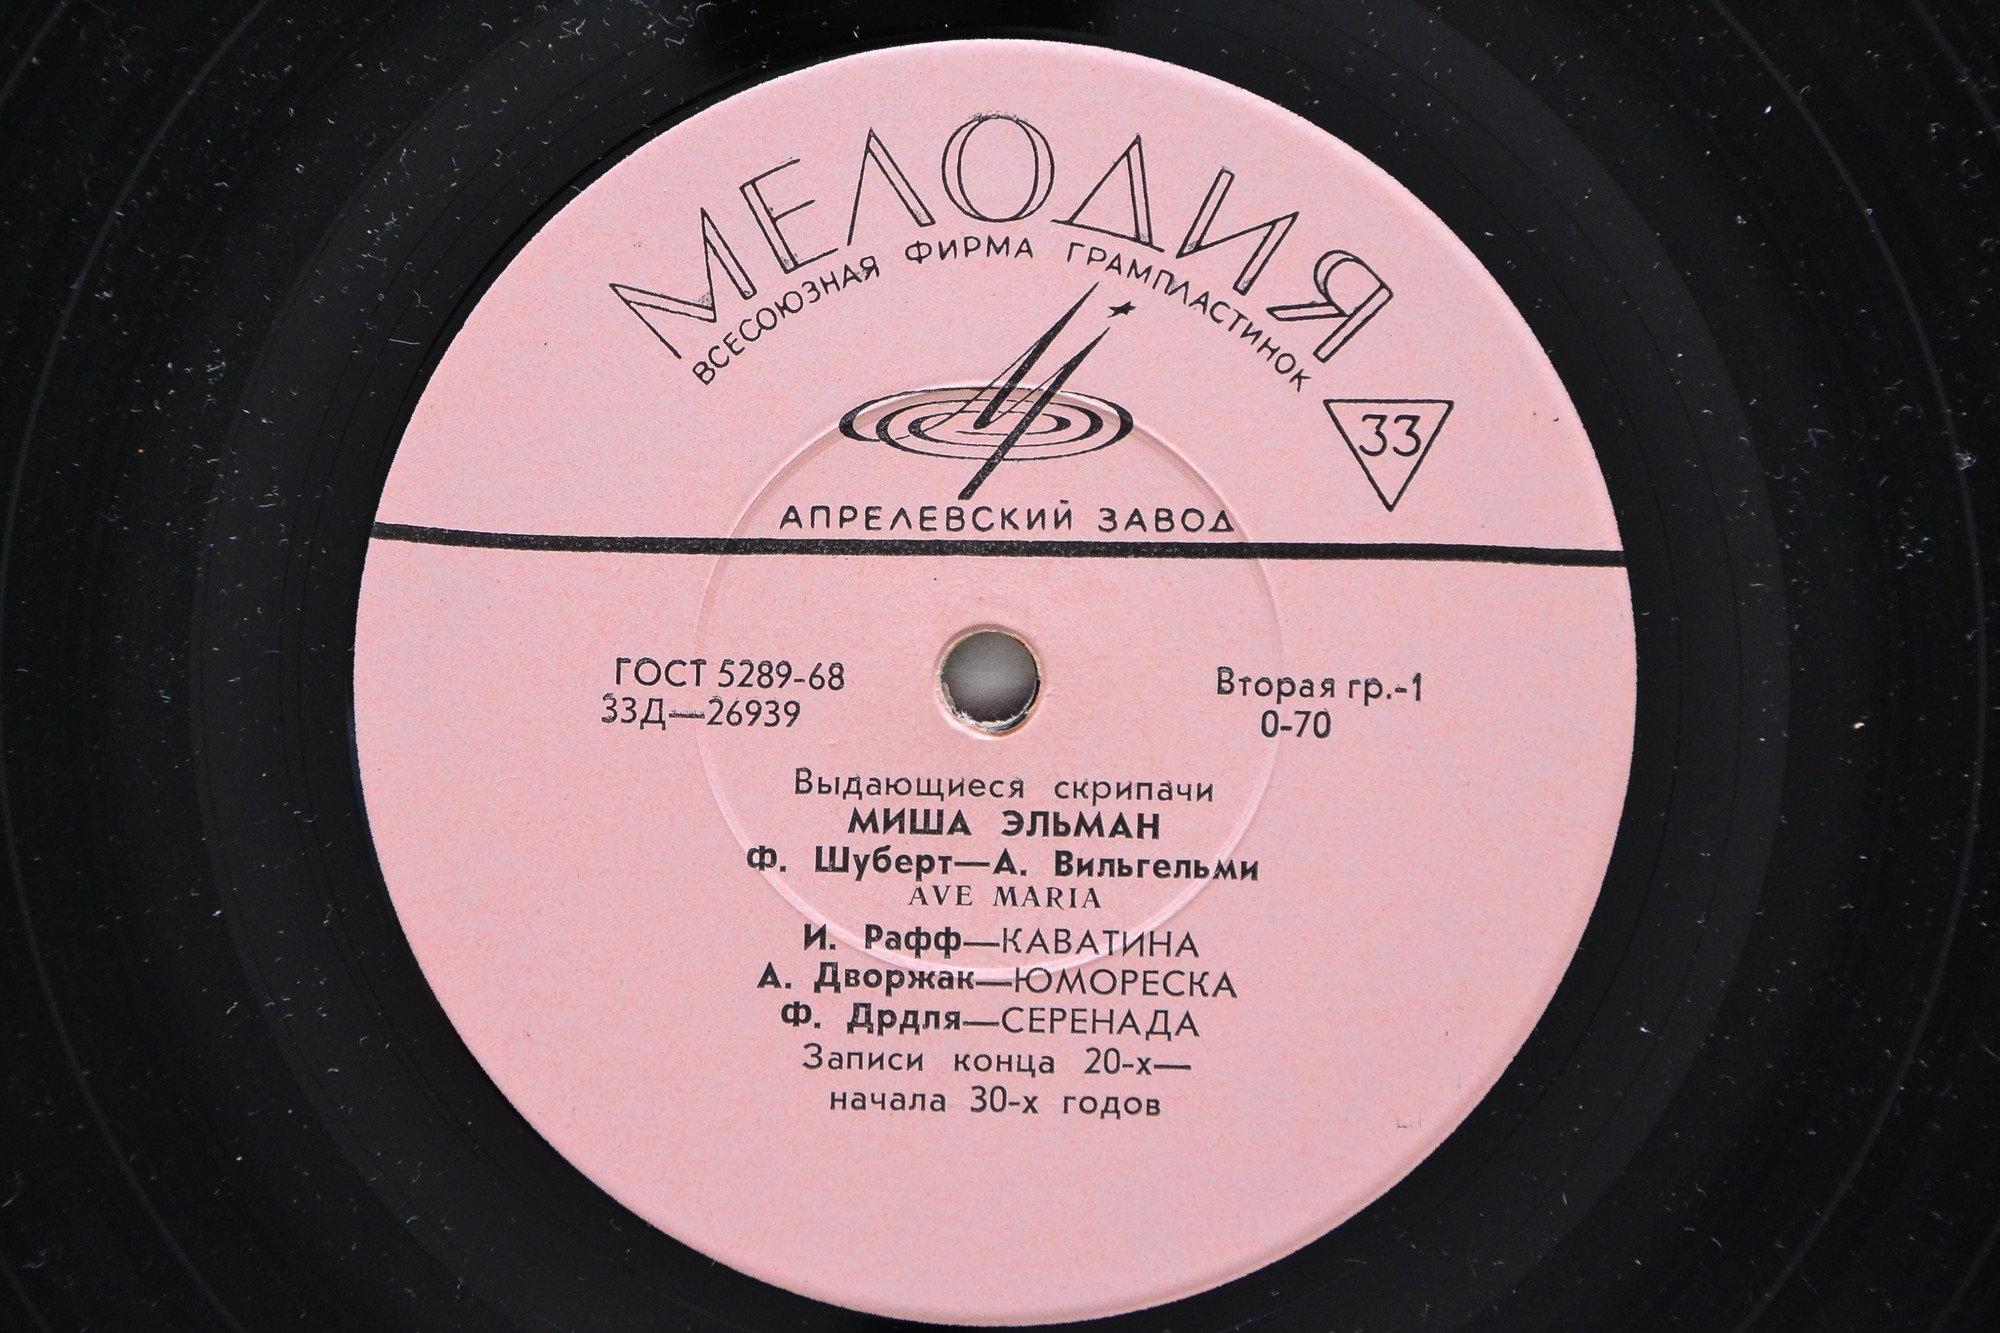 МЕЛОДИЯ
ВСЕСОЮЗНАЯ ФИРМА ГРАМПЛАСТИНОК
33
АПРЕЛЕВСКИЙ ЗАВОД
ГОСТ 5289-68
33Д—26939
Вторая гр.-1
0-70
Выдающиеся скрипачи
МИША ЭЛЬМАН
Ф. Шуберт—А. Вильгельми
AVE MARIA
И. Рафф—КАВАТИНА
А. Дворжак—ЮМОРЕСКА
Ф. Дрдля—СЕРЕНАДА
Записи конца 20-х—
начала 30-х годов